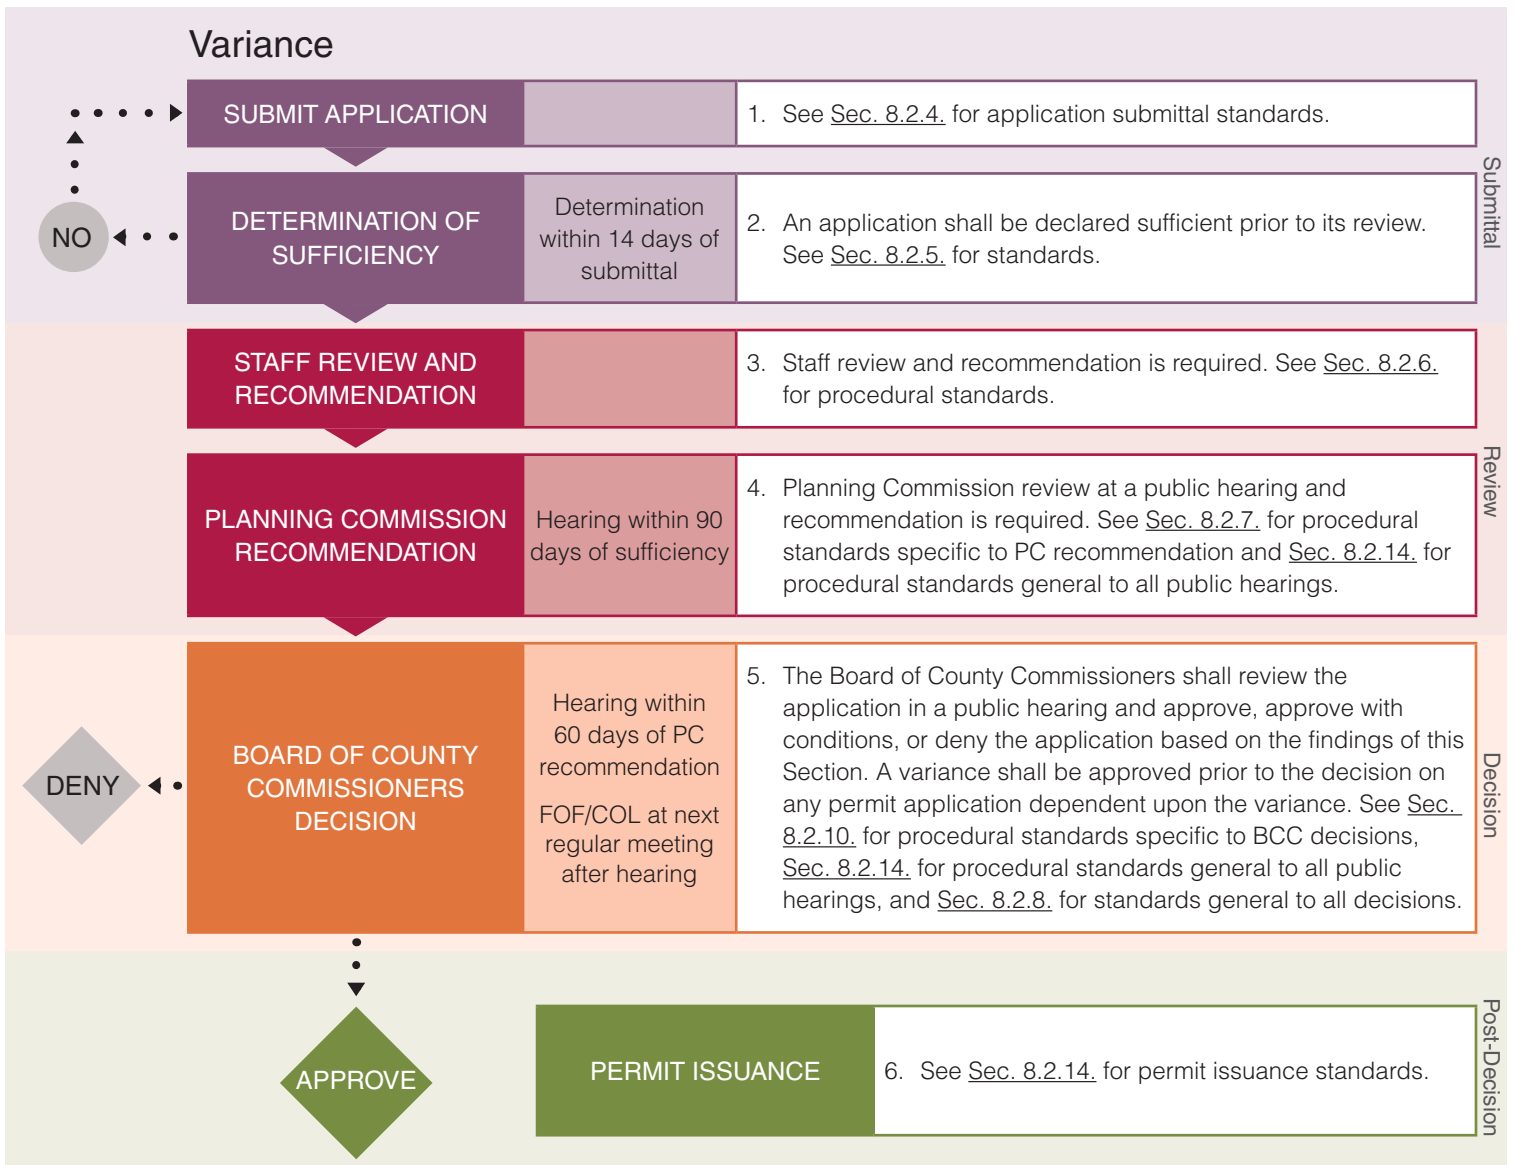 Variance
SUBMIT APPLICATION
1. See Sec. 8.2.4. for application submittal standards.
Submittal
NO
DETERMINATION OF
SUFFICIENCY
Determination
within 14 days of
submittal
2. An application shall be declared sufficient prior to its review.
See Sec. 8.2.5. for standards.
STAFF REVIEW AND
RECOMMENDATION
3. Staff review and recommendation is required. See Sec. 8.2.6.
for procedural standards.
Review
PLANNING COMMISSION
RECOMMENDATION
Hearing within 90
days of sufficiency
4. Planning Commission review at a public hearing and
recommendation is required. See Sec. 8.2.7. for procedural
standards specific to PC recommendation and Sec. 8.2.14. for
procedural standards general to all public hearings.
DENY
BOARD OF COUNTY
COMMISSIONERS
DECISION
Hearing within
60 days of PC
recommendation
FOF/COL at next
regular meeting
after hearing
5. The Board of County Commissioners shall review the
application in a public hearing and approve, approve with
conditions, or deny the application based on the findings of this
Section. A variance shall be approved prior to the decision on
any permit application dependent upon the variance. See Sec.
8.2.10. for procedural standards specific to BCC decisions,
Sec. 8.2.14. for procedural standards general to all public
hearings, and Sec. 8.2.8. for standards general to all decisions.
Decision
APPROVE
PERMIT ISSUANCE
6. See Sec. 8.2.14. for permit issuance standards.
Post-Decision